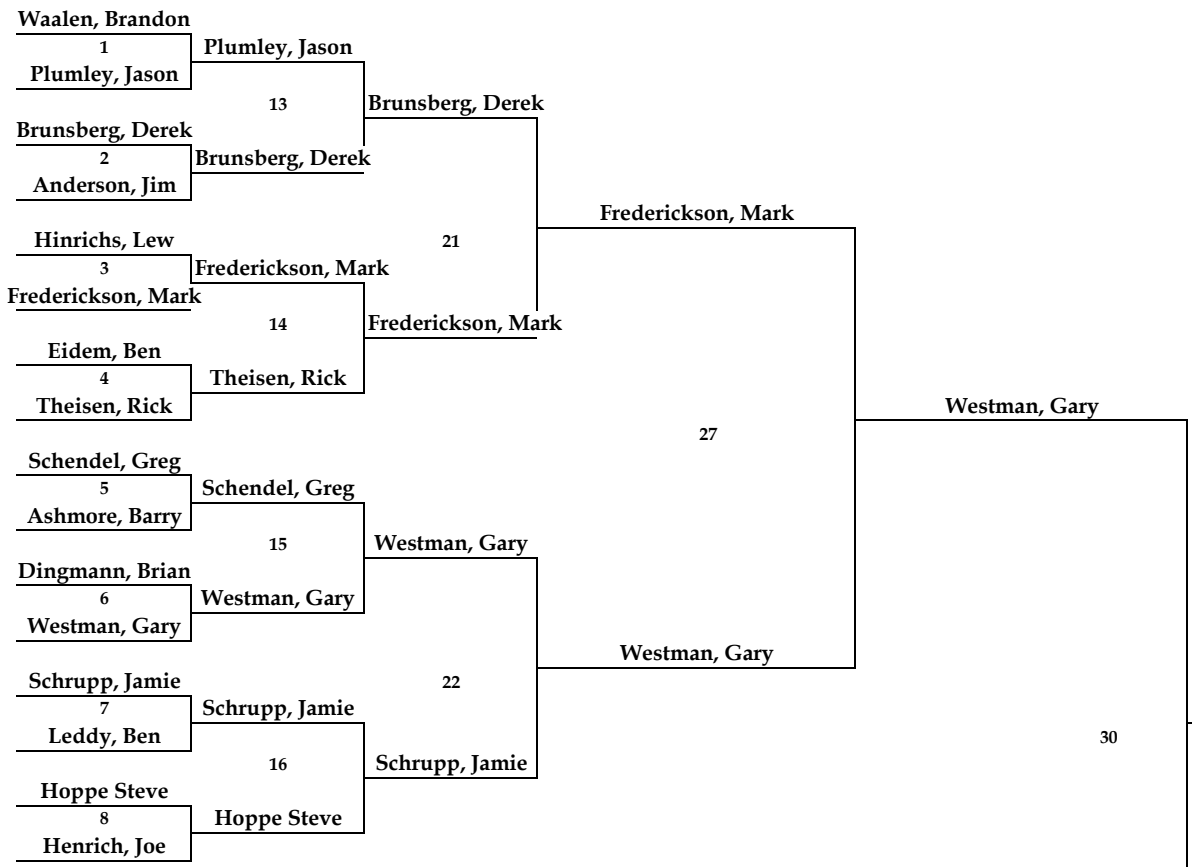 Waalen, Brandon
1
Plumley, Jason
Plumley, Jason
13
Brunsberg, Derek
Brunsberg, Derek
2
Anderson, Jim
Brunsberg, Derek
Frederickson, Mark
21
Hinrichs, Lew
3
Frederickson, Mark
Frederickson, Mark
14
Frederickson, Mark
Eidem, Ben
4
Theisen, Rick
Theisen, Rick
Westman, Gary
27
Schendel, Greg
5
Ashmore, Barry
Schendel, Greg
15
Westman, Gary
Dingmann, Brian
6
Westman, Gary
Westman, Gary
Westman, Gary
22
Schrupp, Jamie
7
Leddy, Ben
Schrupp, Jamie
16
Schrupp, Jamie
30
Hoppe Steve
8
Henrich, Joe
Hoppe Steve